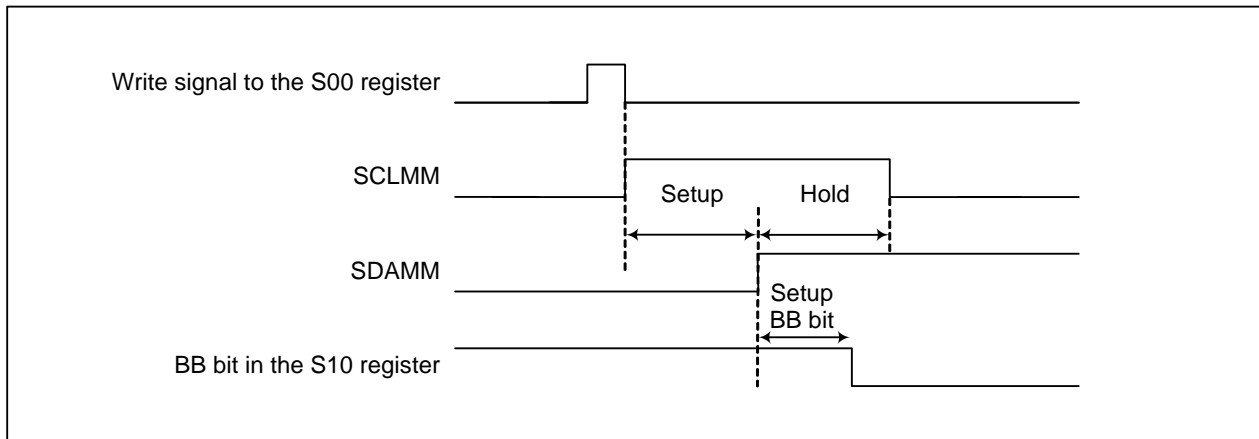 Write signal to the S00 register
SCLMM
Setup
Hold
SDAMM
Setup
BB bit
BB bit in the S10 register